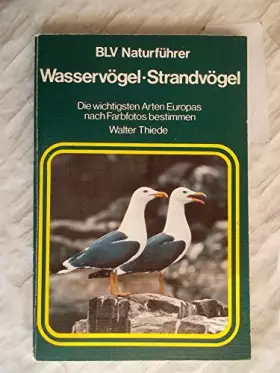 BLV Naturführer
Wasservögel·Strandvögel
Die wichtigsten Arten Europas
nach Farbfotos bestimmen
Walter Thiede